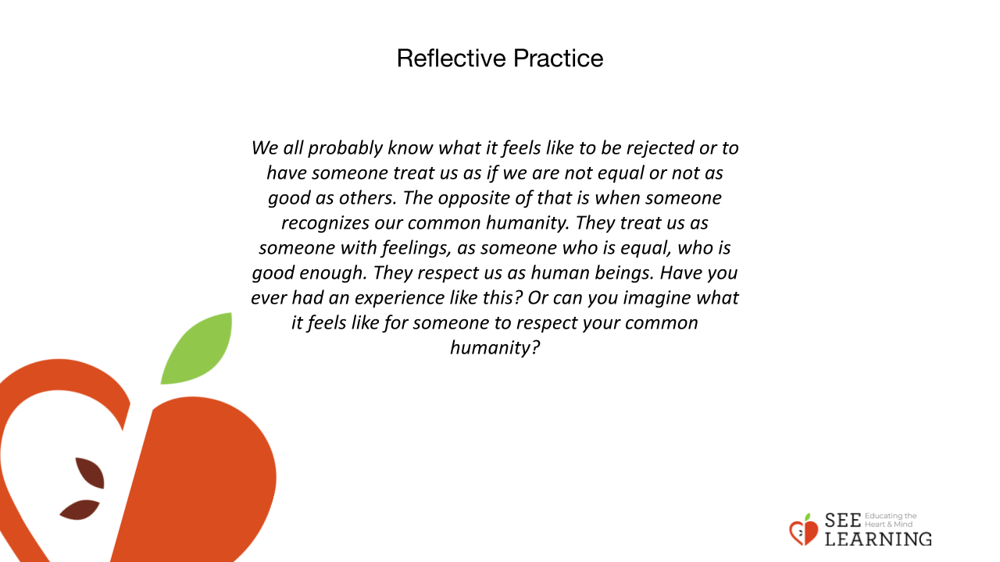 Reflective Practice
We all probably know what it feels like to be rejected or to
have someone treat us as if we are not equal or not as
good as others. The opposite of that is when someone
recognizes our common humanity. They treat us as
someone with feelings, as someone who is equal, who is
good enough. They respect us as human beings. Have you
ever had an experience like this? Or can you imagine what
it feels like for someone to respect your common
humanity?
SEE Educating the
Heart & Mind
LEARNING